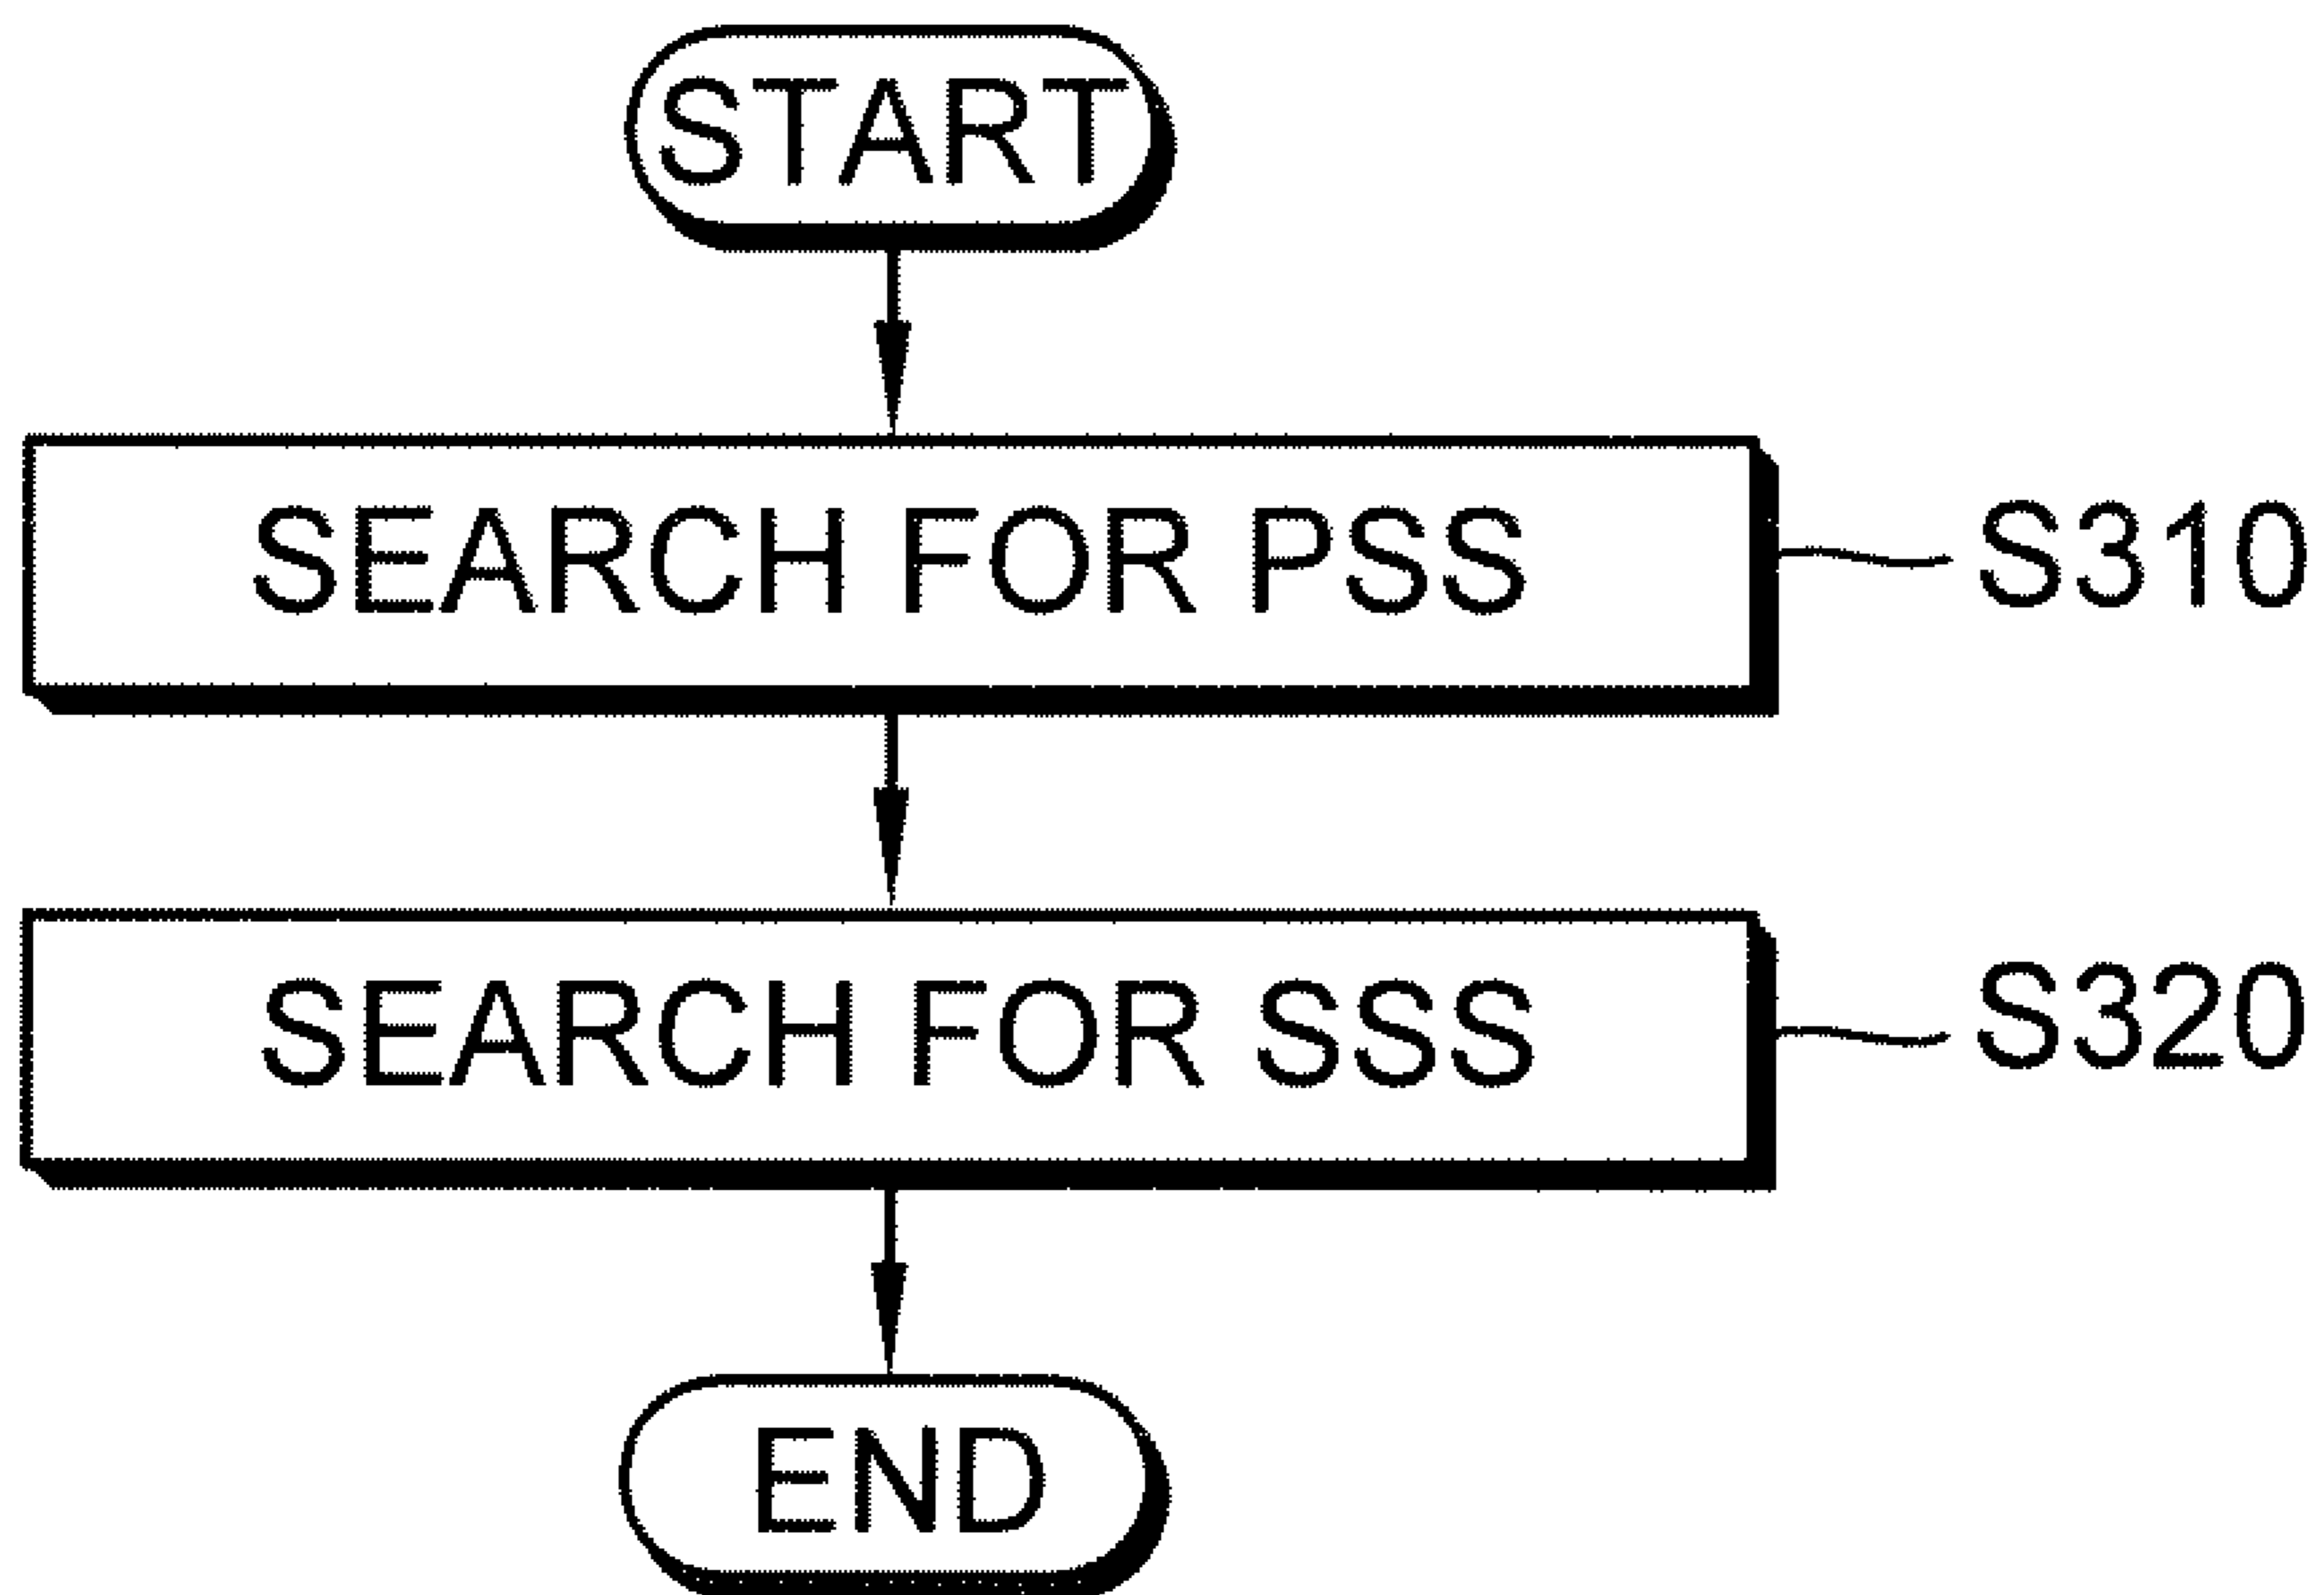 START
SEARCH FOR PSS
S310
SEARCH FOR SSS
S320
END